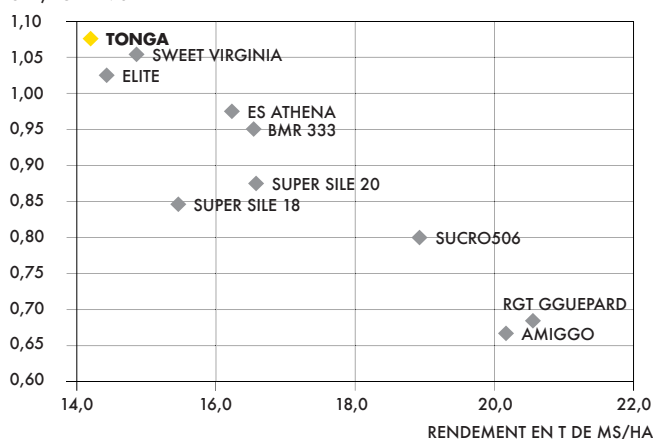 1,10
TONGA
1,05
SWEET VIRGINIA
ELITE
1,00
ES ATHENA
0,95
BMR 333
0,90
SUPER SILE 20
0,85
SUPER SILE 18
0,80
SUCRO506
0,75
0,70
RGT GGUEPARD
0,65
AMIGGO
0,60
14,0 16,0 18,0 20,0 22,0
RENDEMENT EN T DE MS/HA